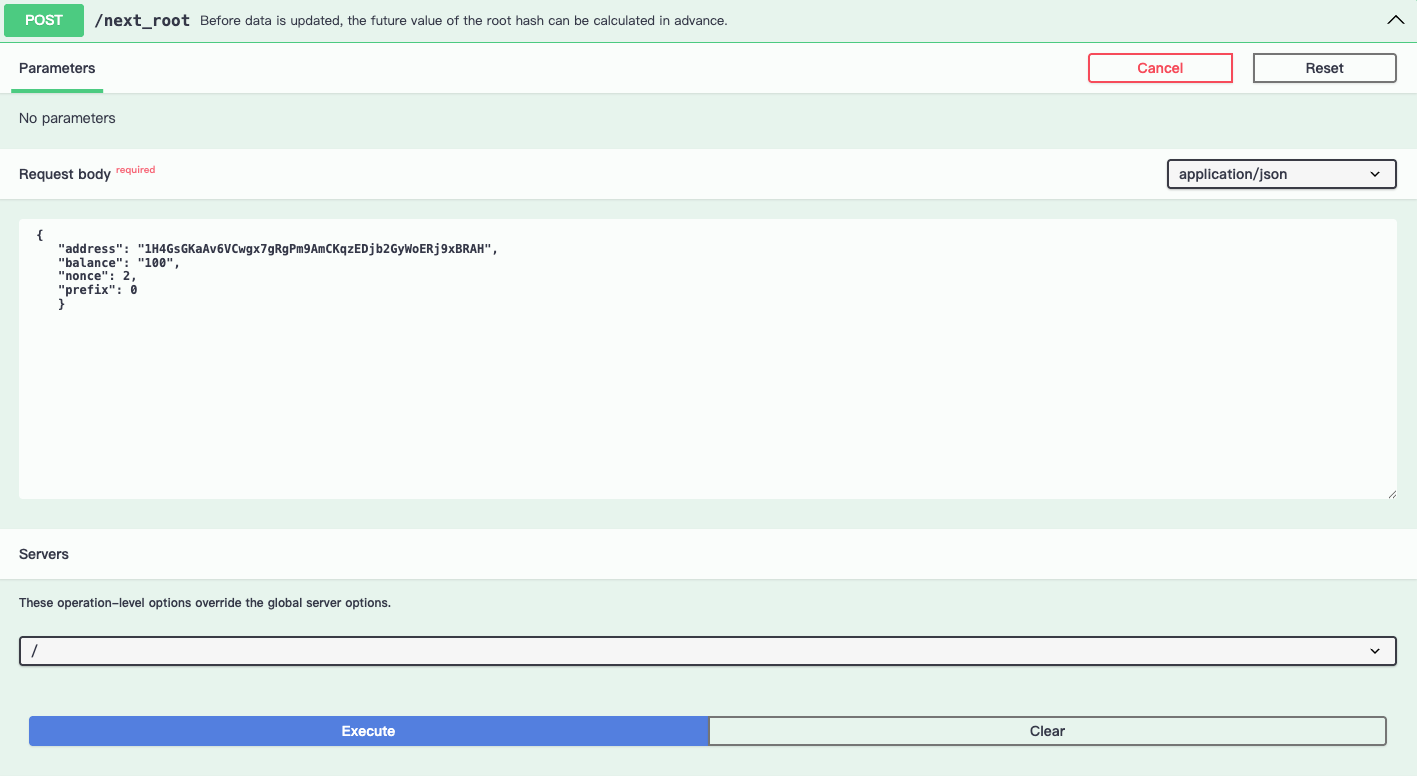 POST /next_root Before data is updated, the future value of the root hash can be calculated in advance.
Parameters Cancel Reset
No parameters
Request body required application/json
{
"address": "1H4GsGKaAv6VCwgx7gRgPm9AmCKqzEDjb2GyWoERj9xBRAH",
"balance": "100",
"nonce": 2,
"prefix": 0
}
Servers
These operation-level options override the global server options.
/
Execute Clear